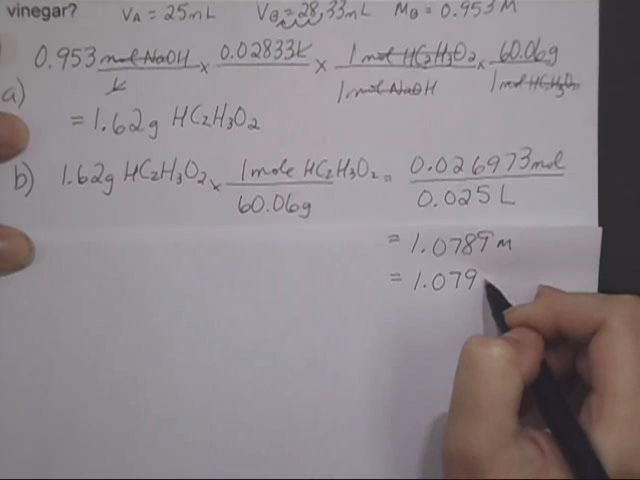 vinegar? VA = 25mL VB = 28.33mL MB = 0.953 M
0.953 mol NaOH / L × 0.02833L × 1 mol HC2H3O2 / 1 mol NaOH × 60.06g / 1 mol HC2H3O2
a)
= 1.62g HC2H3O2
b) 1.62g HC2H3O2 × 1 mole HC2H3O2 / 60.06g = 0.026973mol / 0.025 L
= 1.0789 M
= 1.079